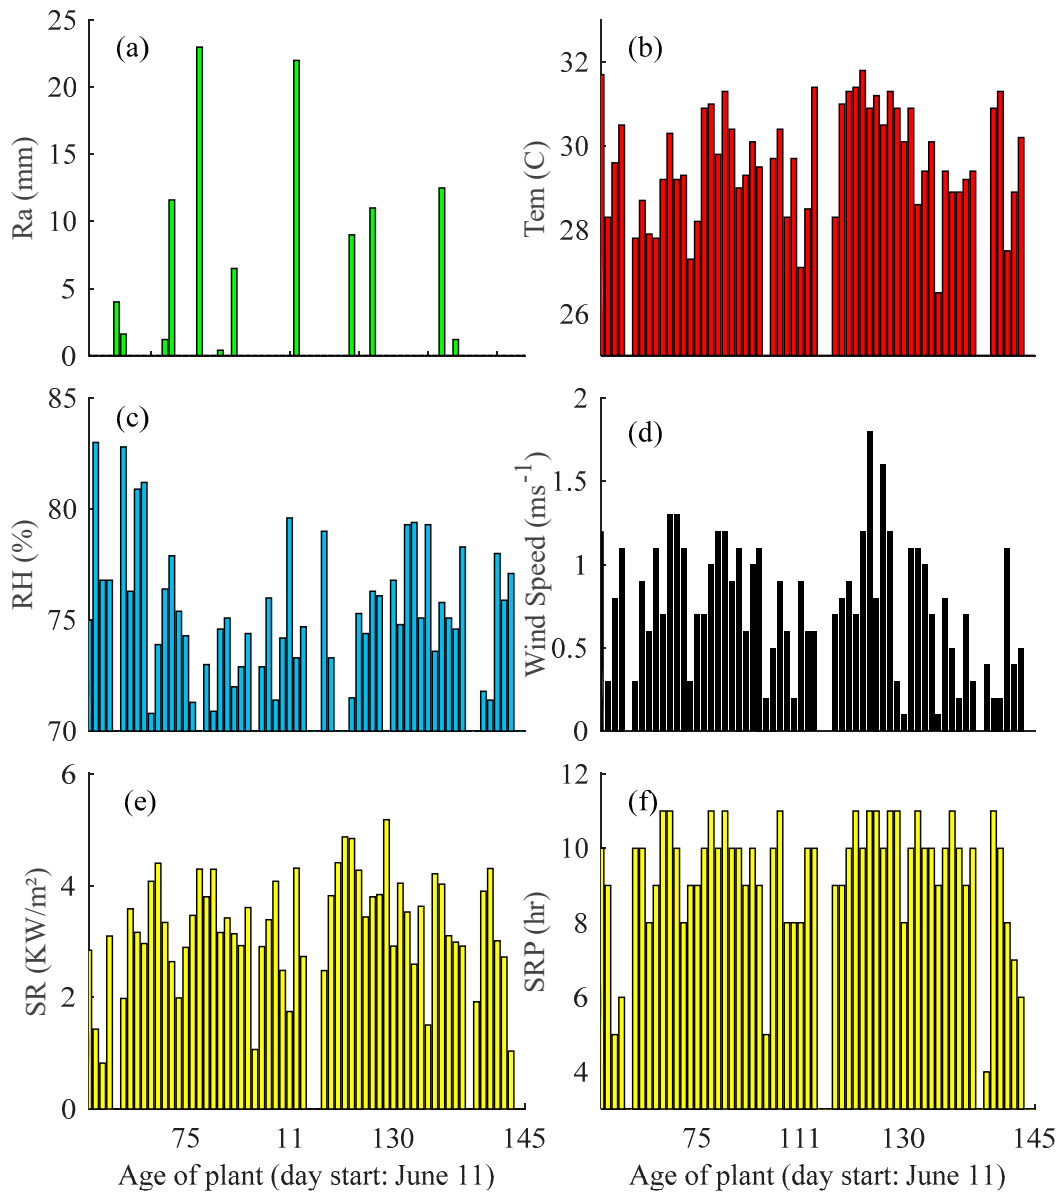 (a)
25
20
15
10
5
0
Ra (mm)
(b)
32
30
28
26
Tem (C)
(c)
85
80
75
70
RH (%)
(d)
2
1.5
1
0.5
0
Wind Speed (ms⁻¹)
(e)
6
4
2
0
SR (KW/m²)
75 11 130 145
Age of plant (day start: June 11)
(f)
12
10
8
6
4
SRP (hr)
75 111 130 145
Age of plant (day start: June 11)